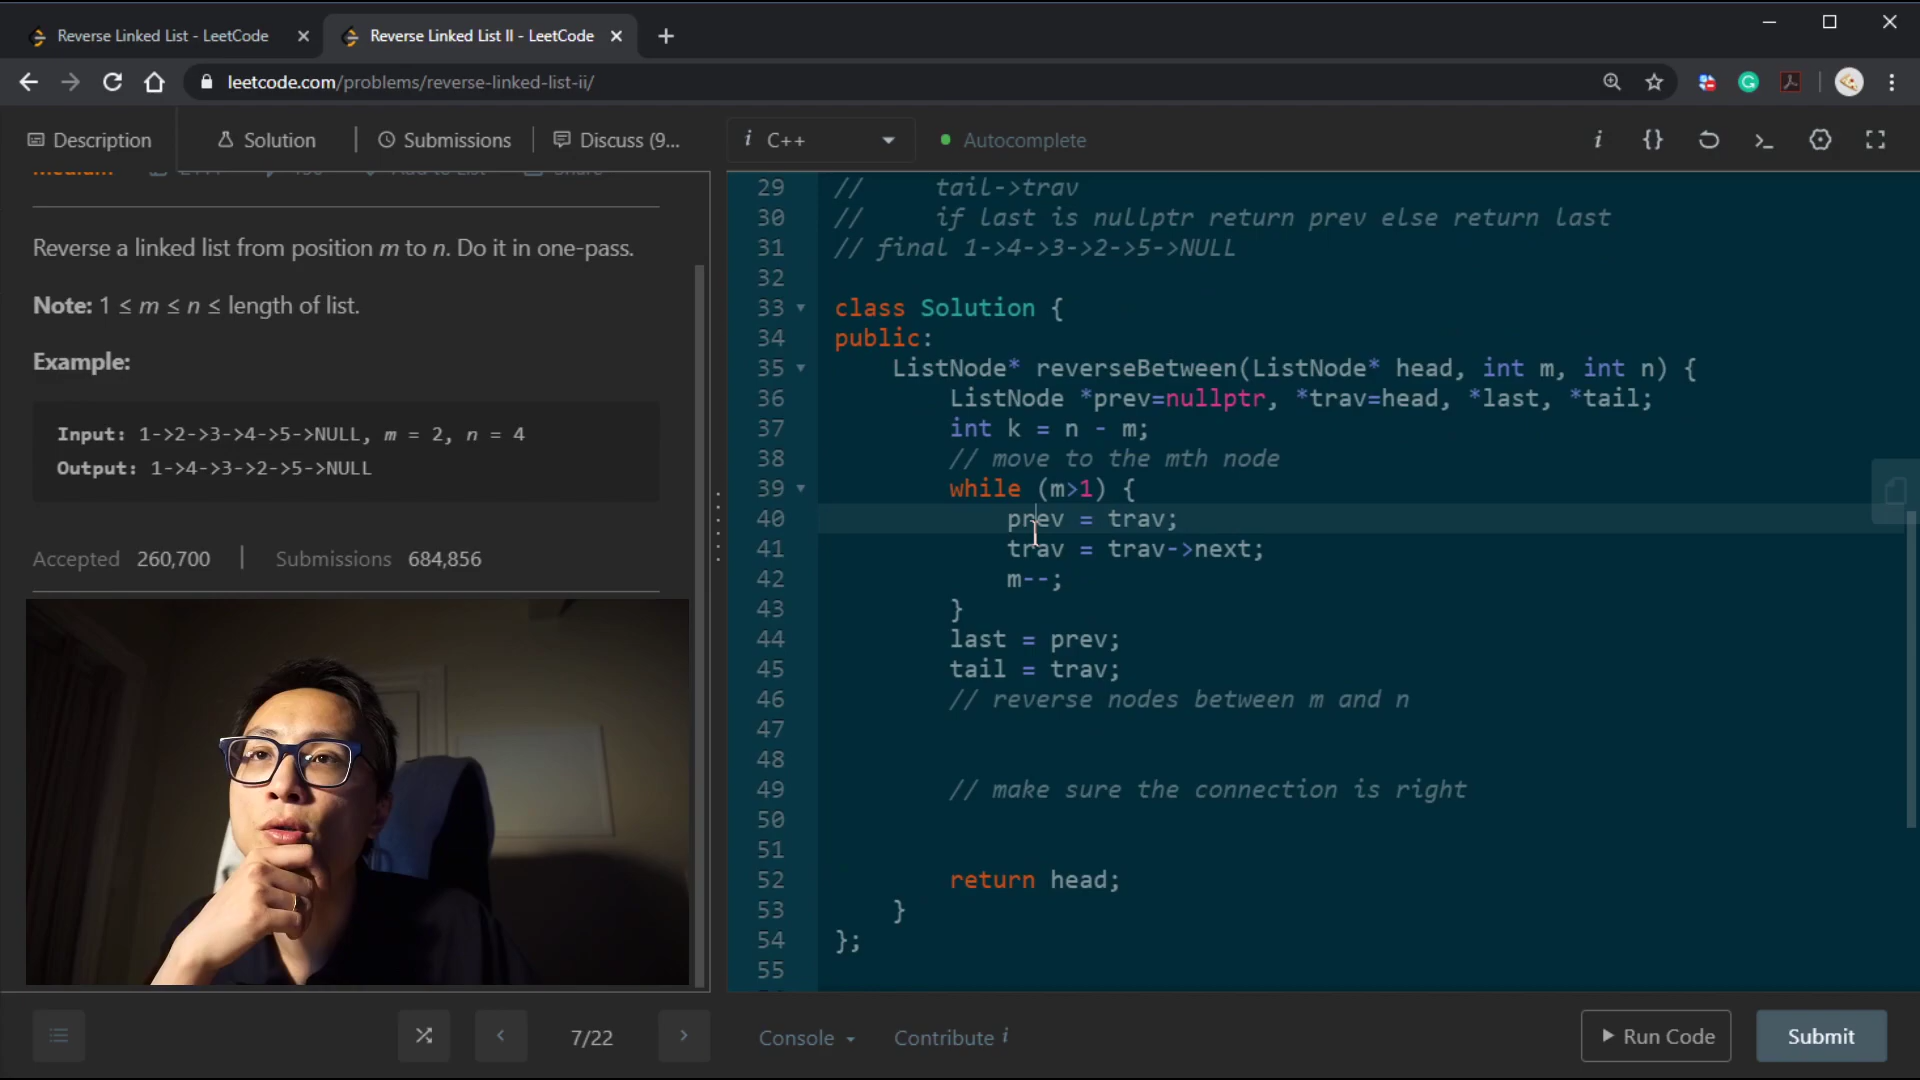 Reverse Linked List - LeetCode
Reverse Linked List II - LeetCode
leetcode.com/problems/reverse-linked-list-ii/
Description
Solution
Submissions
Discuss (9...
i C++
Autocomplete
Medium
Add to List
Share
Reverse a linked list from position m to n. Do it in one-pass.
Note: 1 ≤ m ≤ n ≤ length of list.
Example:
Input: 1->2->3->4->5->NULL, m = 2, n = 4
Output: 1->4->3->2->5->NULL
Accepted 260,700 | Submissions 684,856
29 // tail->trav
30 // if last is nullptr return prev else return last
31 // final 1->4->3->2->5->NULL
32
33 class Solution {
34 public:
35 ListNode* reverseBetween(ListNode* head, int m, int n) {
36 ListNode *prev=nullptr, *trav=head, *last, *tail;
37 int k = n - m;
38 // move to the mth node
39 while (m>1) {
40 prev = trav;
41 trav = trav->next;
42 m--;
43 }
44 last = prev;
45 tail = trav;
46 // reverse nodes between m and n
47
48
49 // make sure the connection is right
50
51
52 return head;
53 }
54 };
55
7/22
Console
Contribute i
Run Code
Submit